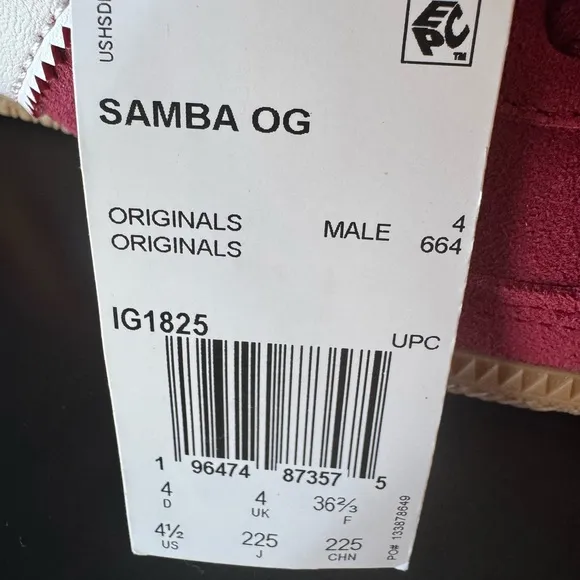 USHSD
EPC
TM
SAMBA OG
ORIGINALS MALE 4
ORIGINALS 664
IG1825
UPC
1 96474 87357 5
4 4 36⅔
D UK F
4½ 225 225
US J CHN
PO# 133878649